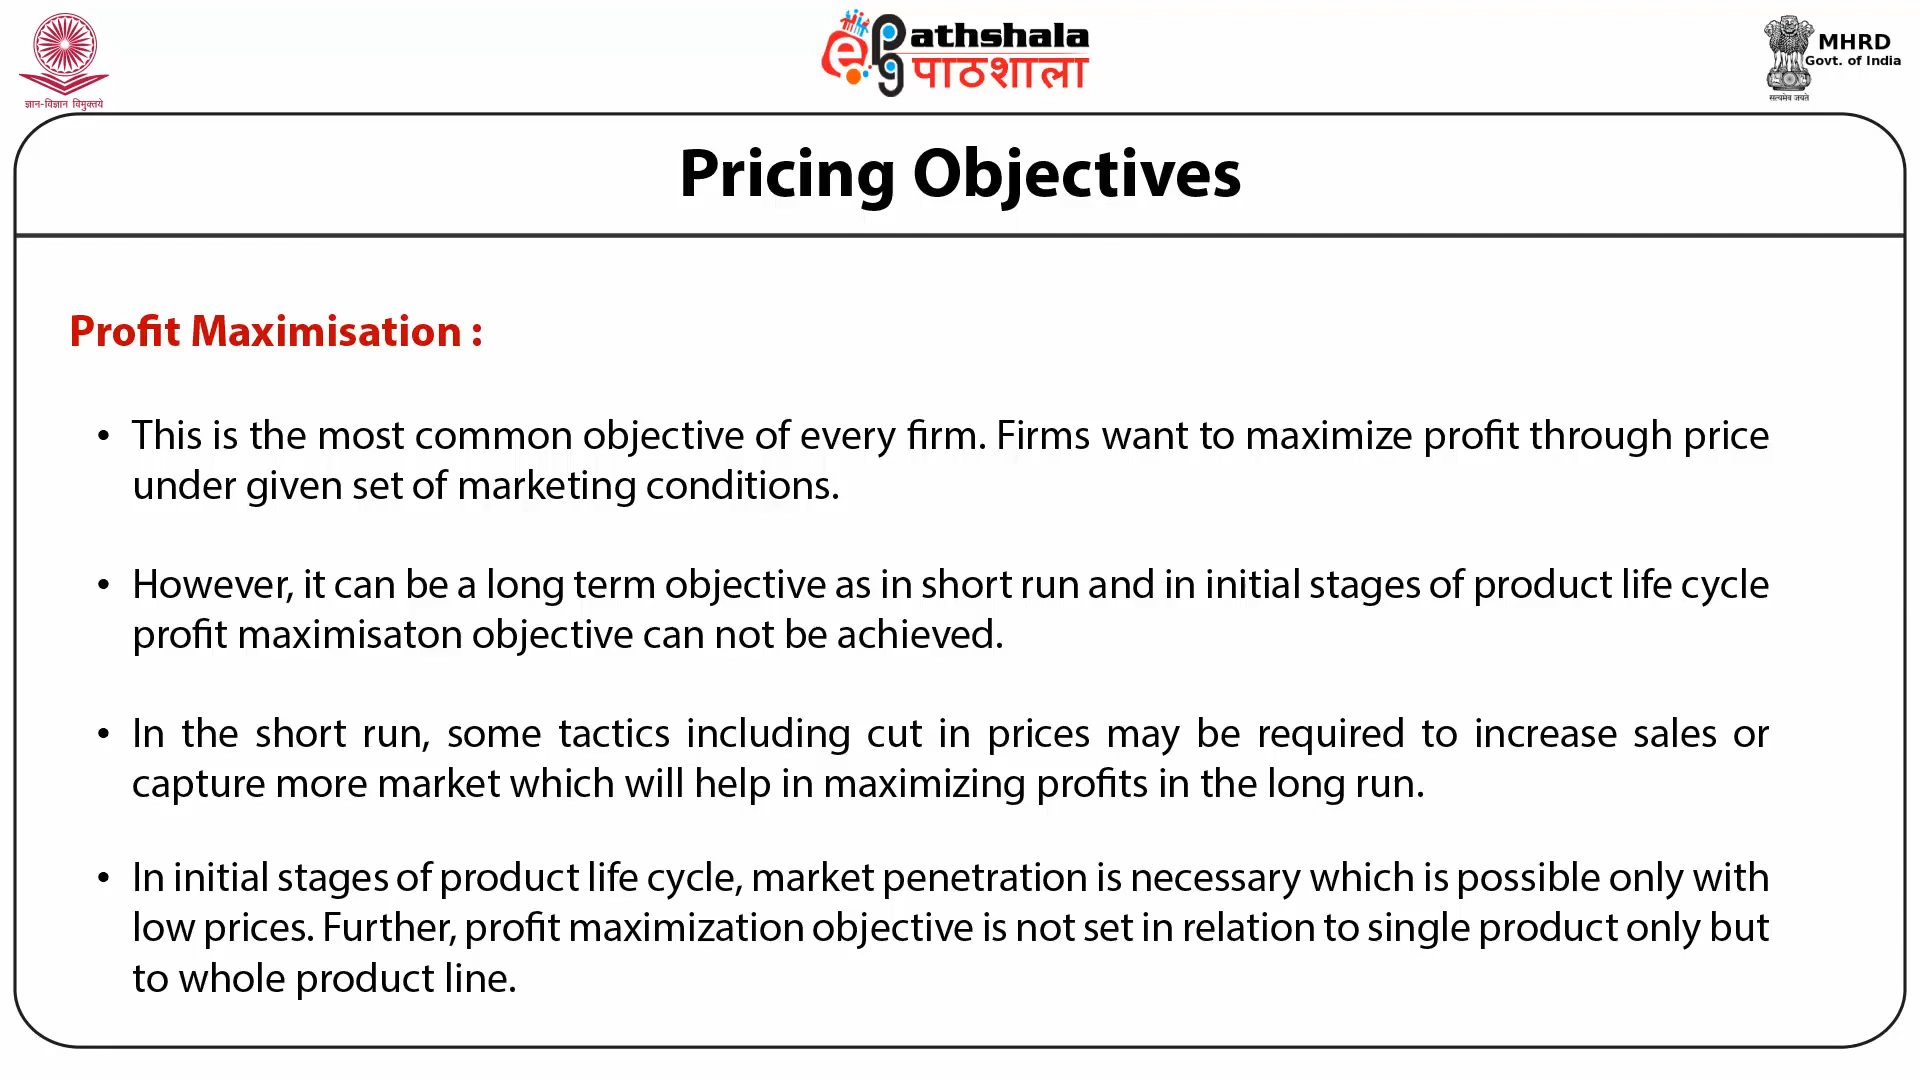 ज्ञान-विज्ञान विमुक्तये
ePathshala
पाठशाला
MHRD
Govt. of India
सत्यमेव जयते
Pricing Objectives
Profit Maximisation :
• This is the most common objective of every firm. Firms want to maximize profit through price
under given set of marketing conditions.
• However, it can be a long term objective as in short run and in initial stages of product life cycle
profit maximisaton objective can not be achieved.
• In the short run, some tactics including cut in prices may be required to increase sales or
capture more market which will help in maximizing profits in the long run.
• In initial stages of product life cycle, market penetration is necessary which is possible only with
low prices. Further, profit maximization objective is not set in relation to single product only but
to whole product line.